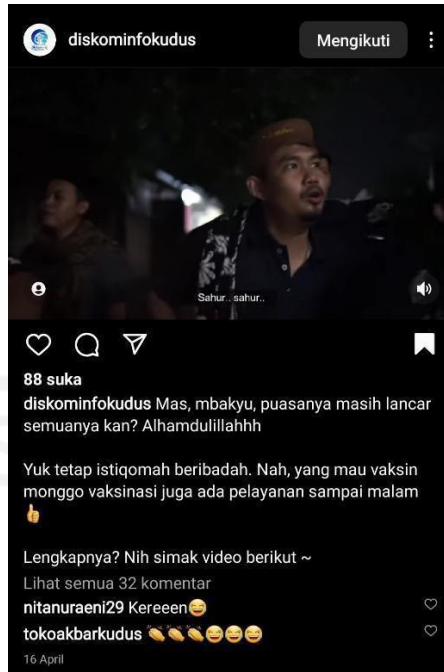 diskominfokudus
Mengikuti
Sahur.. sahur..
88 suka
diskominfokudus Mas, mbakyu, puasanya masih lancar
semuanya kan? Alhamdulillahhh
Yuk tetap istiqomah beribadah. Nah, yang mau vaksin
monggo vaksinasi juga ada pelayanan sampai malam
👍
Lengkapnya? Nih simak video berikut ~
Lihat semua 32 komentar
nitanuraeni29 Kereeen😄
tokoakbarkudus 👏👏👏😄😄😄
16 April